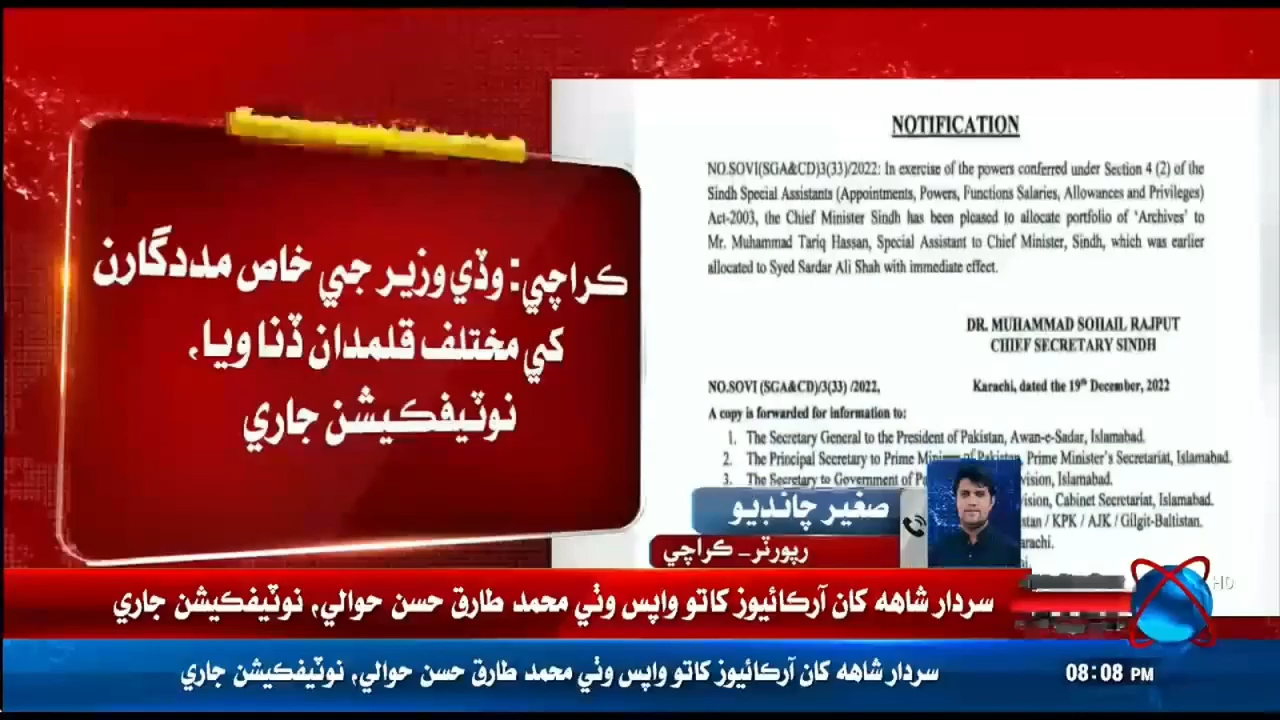 ڪراچي: وڏي وزير جي خاص مددگارن
کي مختلف قلمدان ڏنا ويا،
نوٽيفڪيشن جاري
NOTIFICATION
NO.SOVI(SGA&CD)3(33)/2022: In exercise of the powers conferred under Section 4 (2) of the
Sindh Special Assistants (Appointments, Powers, Functions Salaries, Allowances and Privileges)
Act-2003, the Chief Minister Sindh has been pleased to allocate portfolio of 'Archives' to
Mr. Muhammad Tariq Hassan, Special Assistant to Chief Minister, Sindh, which was earlier
allocated to Syed Sardar Ali Shah with immediate effect.
DR. MUHAMMAD SOHAIL RAJPUT
CHIEF SECRETARY SINDH
NO.SOVI (SGA&CD)/3(33) /2022, Karachi, dated the 19th December, 2022
A copy is forwarded for information to:
1. The Secretary General to the President of Pakistan, Awan-e-Sadar, Islamabad.
2. The Principal Secretary to Prime Minister of Pakistan, Prime Minister's Secretariat, Islamabad.
3. The Secretary to Government of Islamabad.
Cabinet Secretariat, Islamabad.
/ KPK / AJK / Gilgit-Baltistan.
صغير چانڊيو
رپورٽر- ڪراچي
HD
سردار شاهه کان آرڪائيوز کاتو واپس وٺي محمد طارق حسن حوالي، نوٽيفڪيشن جاري
سردار شاهه کان آرڪائيوز کاتو واپس وٺي محمد طارق حسن حوالي، نوٽيفڪيشن جاري
08:08 PM